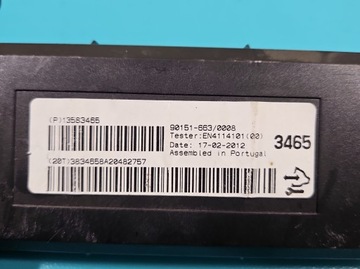 (P)13583465
90151-663/0008
Tester:EN4114101(00)
Date: 17-02-2012
Assembled in Portugal
3465
(20T)3834658A20482757